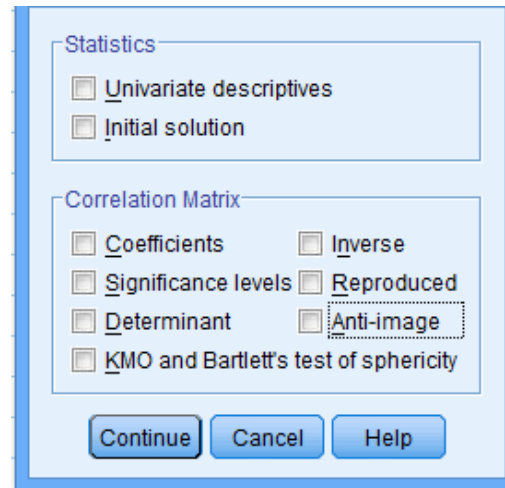 Statistics
Univariate descriptives
Initial solution
Correlation Matrix
Coefficients Inverse
Significance levels Reproduced
Determinant Anti-image
KMO and Bartlett's test of sphericity
Continue Cancel Help